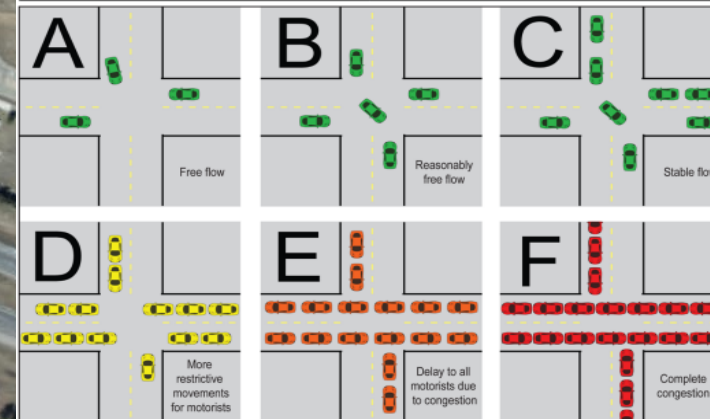 A
B
C
Free flow
Reasonably
free flow
Stable flo
D
E
F
More
restrictive
movements
for motorists
Delay to all
motorists due
to congestion
Complete
congestion